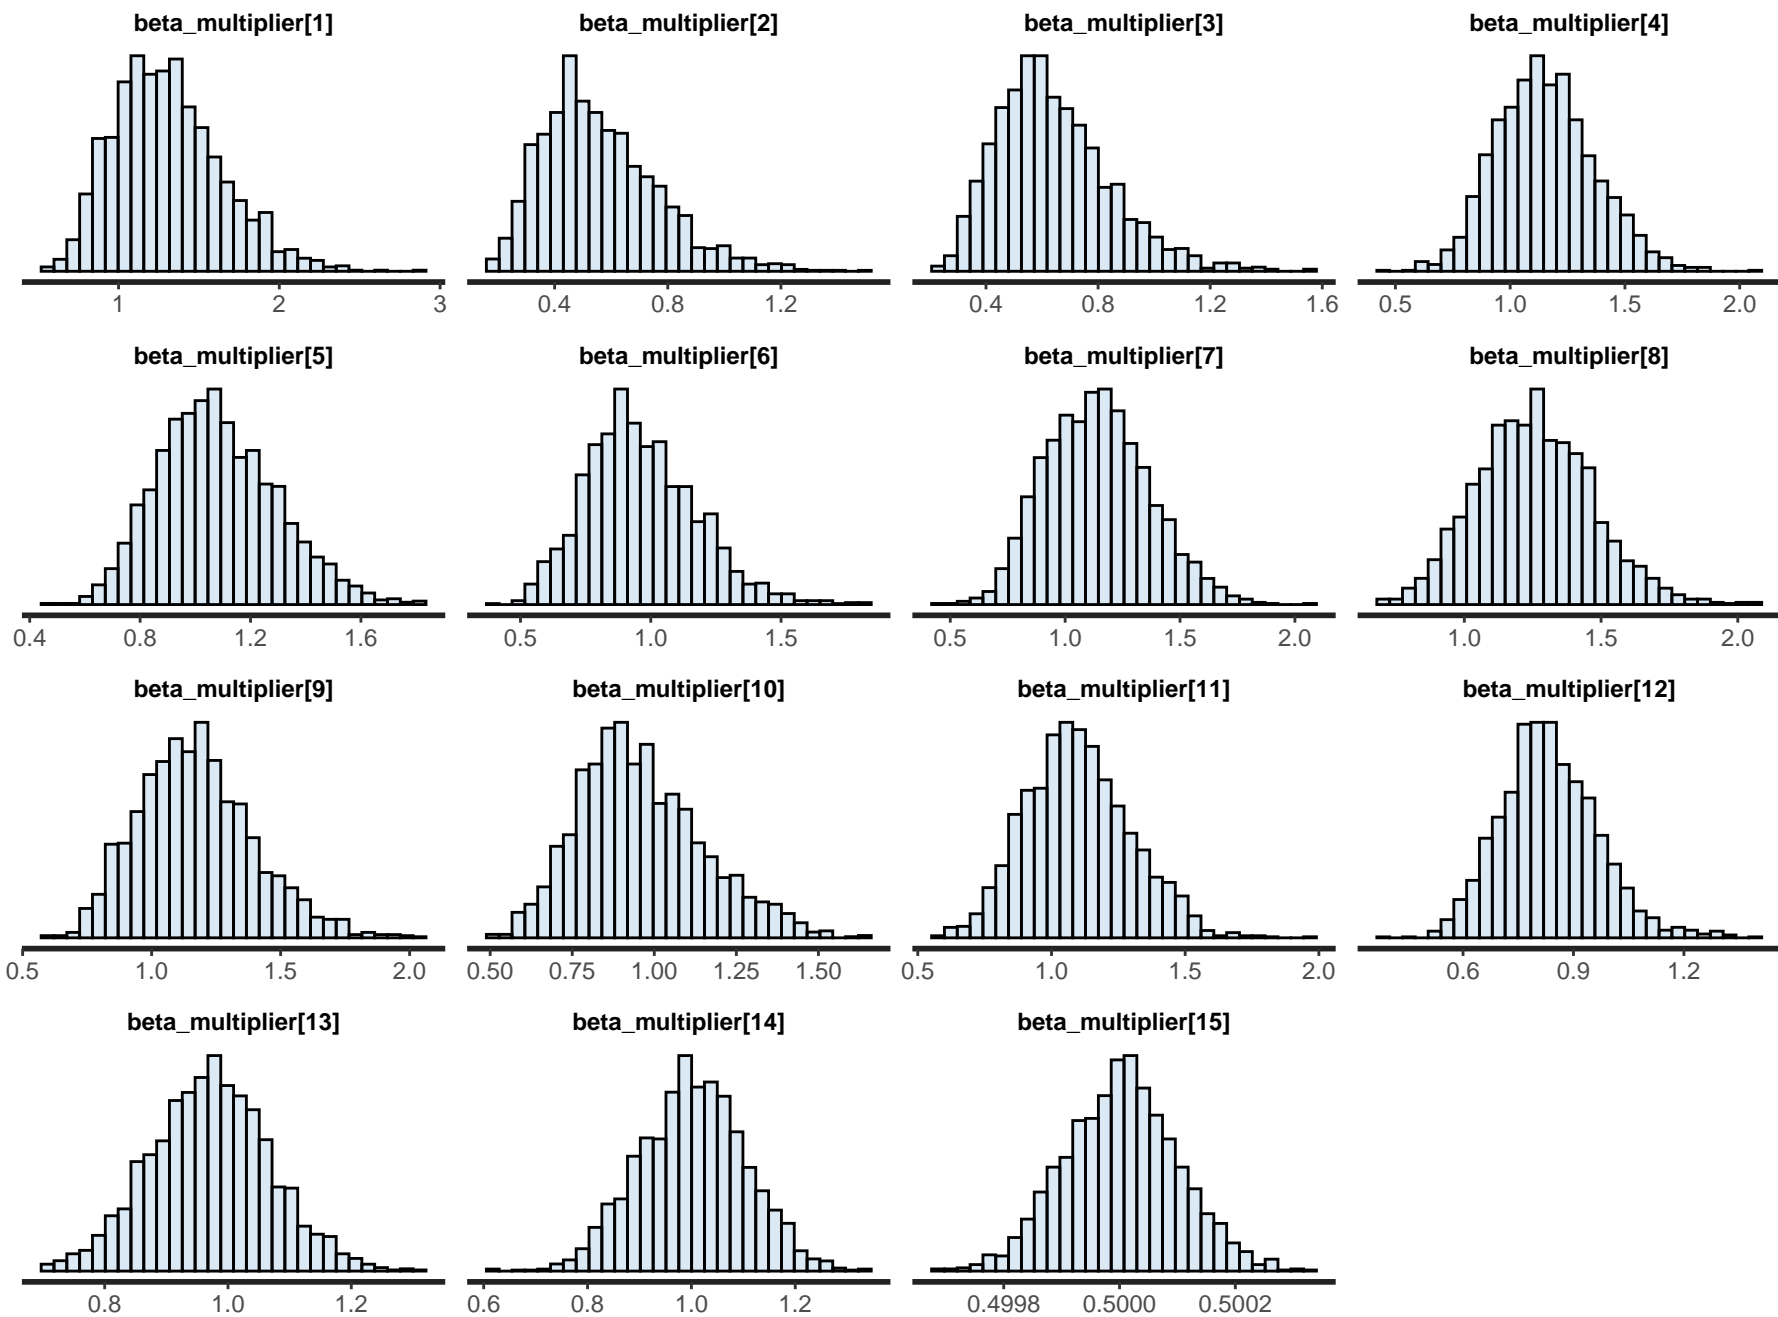 beta_multiplier[1] beta_multiplier[2] beta_multiplier[3] beta_multiplier[4]
1 2 3 0.4 0.8 1.2 0.4 0.8 1.2 1.6 0.5 1.0 1.5 2.0
beta_multiplier[5] beta_multiplier[6] beta_multiplier[7] beta_multiplier[8]
0.4 0.8 1.2 1.6 0.5 1.0 1.5 0.5 1.0 1.5 2.0 1.0 1.5 2.0
beta_multiplier[9] beta_multiplier[10] beta_multiplier[11] beta_multiplier[12]
0.5 1.0 1.5 2.0 0.50 0.75 1.00 1.25 1.50 0.5 1.0 1.5 2.0 0.6 0.9 1.2
beta_multiplier[13] beta_multiplier[14] beta_multiplier[15]
0.8 1.0 1.2 0.6 0.8 1.0 1.2 0.4998 0.5000 0.5002